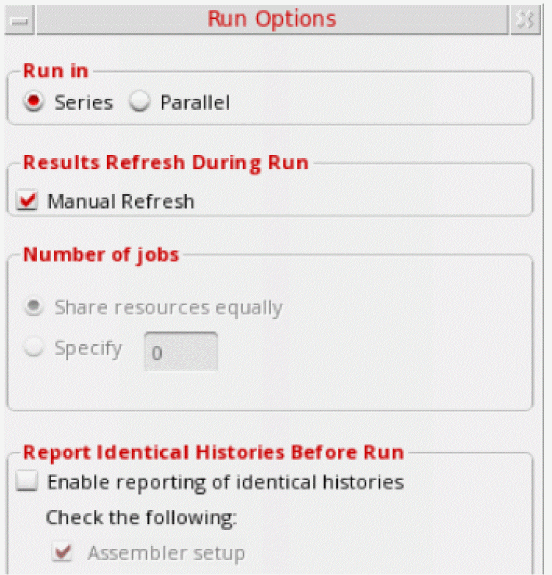 Run Options
Run in
Series Parallel
Results Refresh During Run
Manual Refresh
Number of jobs
Share resources equally
Specify 0
Report Identical Histories Before Run
Enable reporting of identical histories
Check the following:
Assembler setup